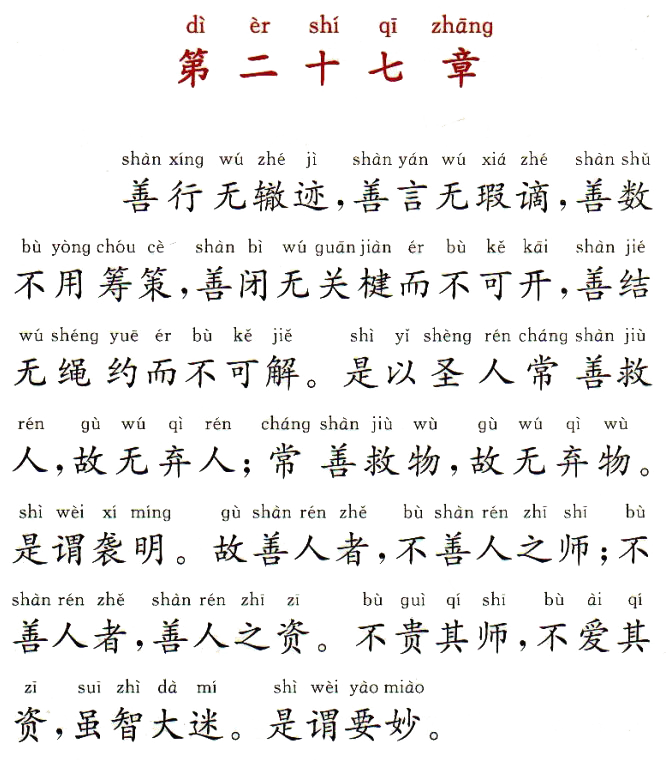 dì èr shí qī zhāng
第二十七章
shàn xíng wú zhé jì shàn yán wú xiá zhé shàn shǔ
善行无辙迹，善言无瑕谪，善数
bù yòng chóu cè shàn bì wú guān jiàn ér bù kě kāi shàn jié
不用筹策，善闭无关楗而不可开，善结
wú shéng yuē ér bù kě jiě shì yǐ shèng rén cháng shàn jiù
无绳约而不可解。是以圣人常善救
rén gù wú qì rén cháng shàn jiù wù gù wú qì wù
人，故无弃人；常善救物，故无弃物。
shì wèi xí míng gù shàn rén zhě bù shàn rén zhī shī bù
是谓袭明。故善人者，不善人之师；不
shàn rén zhě shàn rén zhī zī bù guì qí shī bù ài qí
善人者，善人之资。不贵其师，不爱其
zī suī zhì dà mí shì wèi yào miào
资，虽智大迷。是谓要妙。